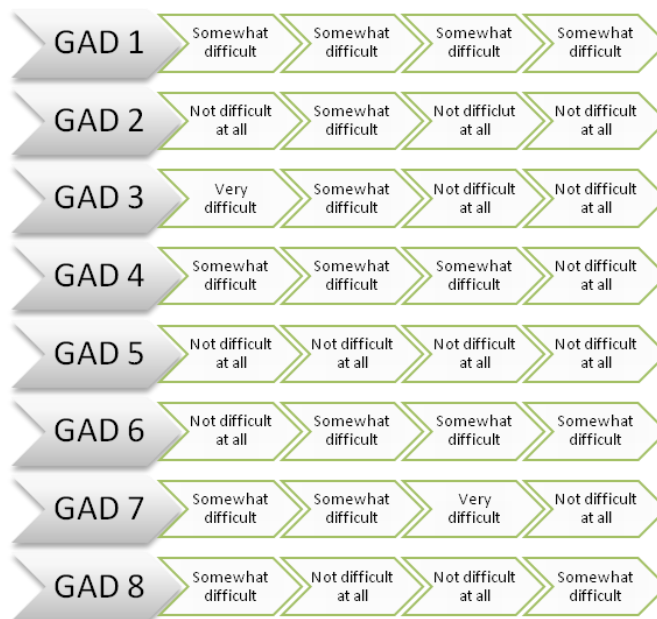 GAD 1
Somewhat difficult
Somewhat difficult
Somewhat difficult
Somewhat difficult
GAD 2
Not difficult at all
Somewhat difficult
Not difficlut at all
Not difficult at all
GAD 3
Very difficult
Somewhat difficult
Not difficult at all
Not difficult at all
GAD 4
Somewhat difficult
Somewhat difficult
Somewhat difficult
Not difficult at all
GAD 5
Not difficult at all
Not difficult at all
Not difficult at all
Not difficult at all
GAD 6
Not difficult at all
Somewhat difficult
Somewhat difficult
Somewhat difficult
GAD 7
Somewhat difficult
Somewhat difficult
Very difficult
Not difficult at all
GAD 8
Somewhat difficult
Not difficult at all
Not difficult at all
Somewhat difficult